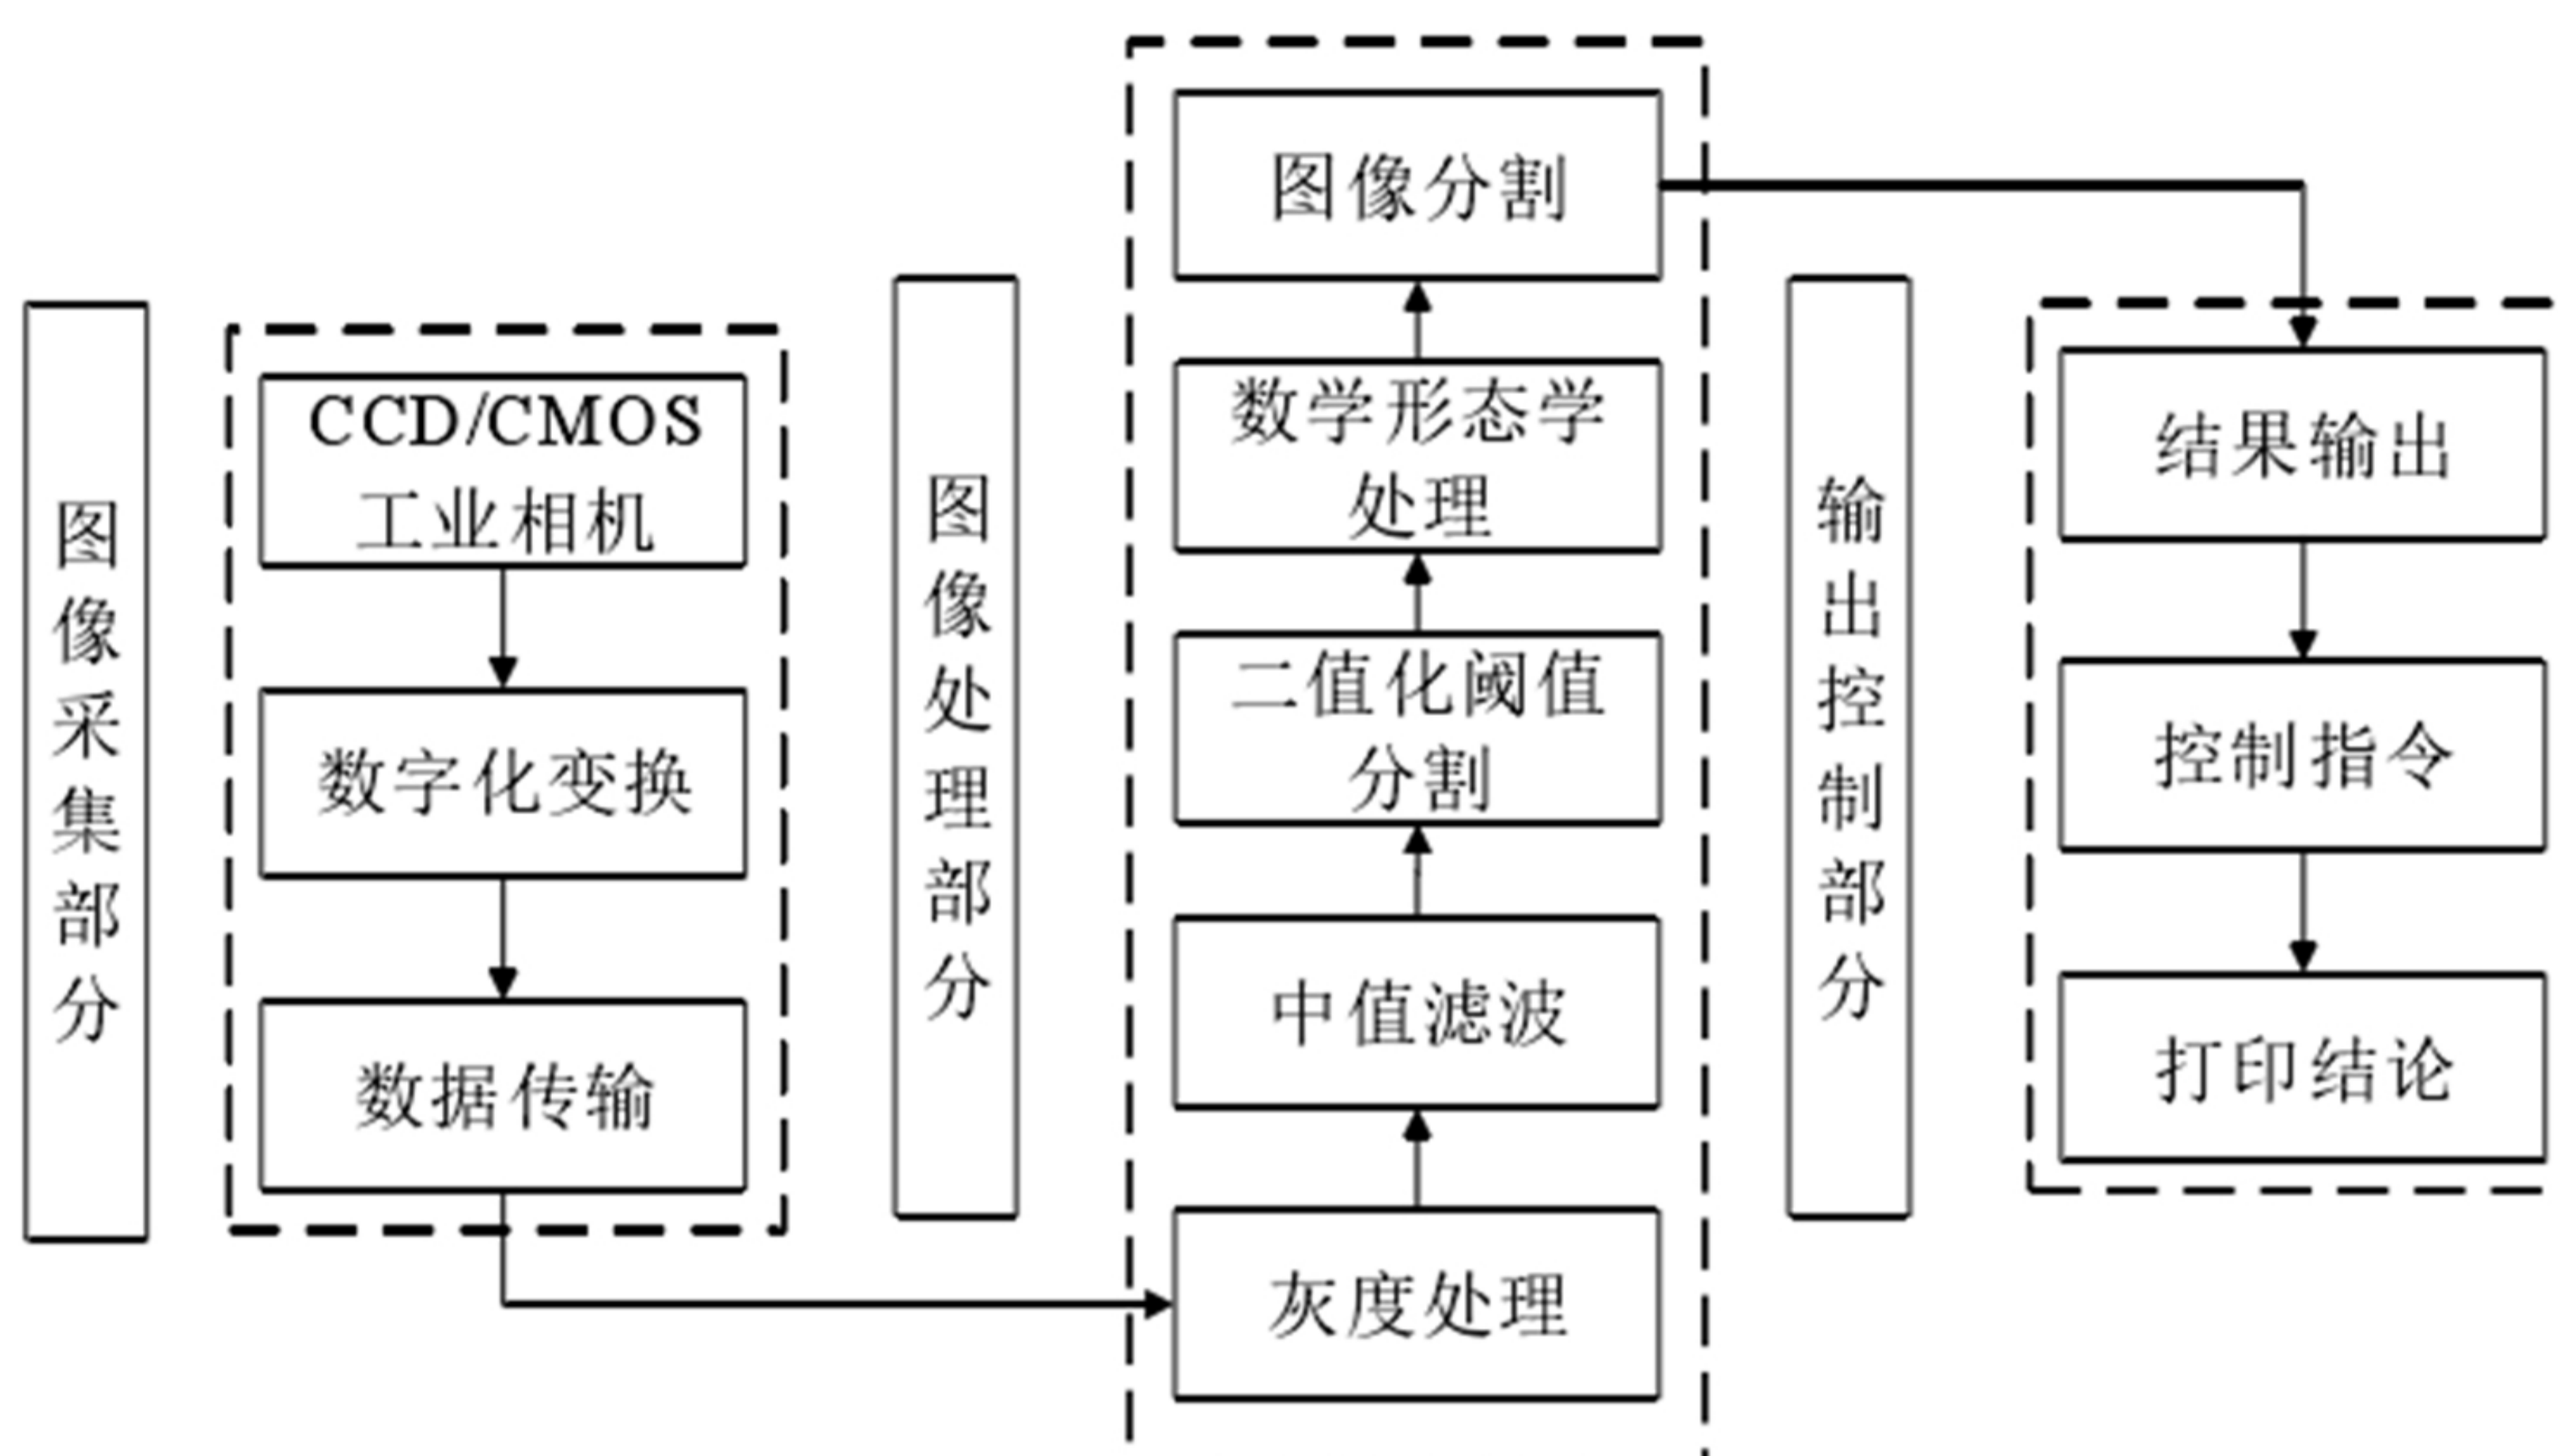 图像采集部分
CCD/CMOS
工业相机
数字化变换
数据传输
图像处理部分
图像分割
数学形态学
处理
二值化阈值
分割
中值滤波
灰度处理
输出控制部分
结果输出
控制指令
打印结论